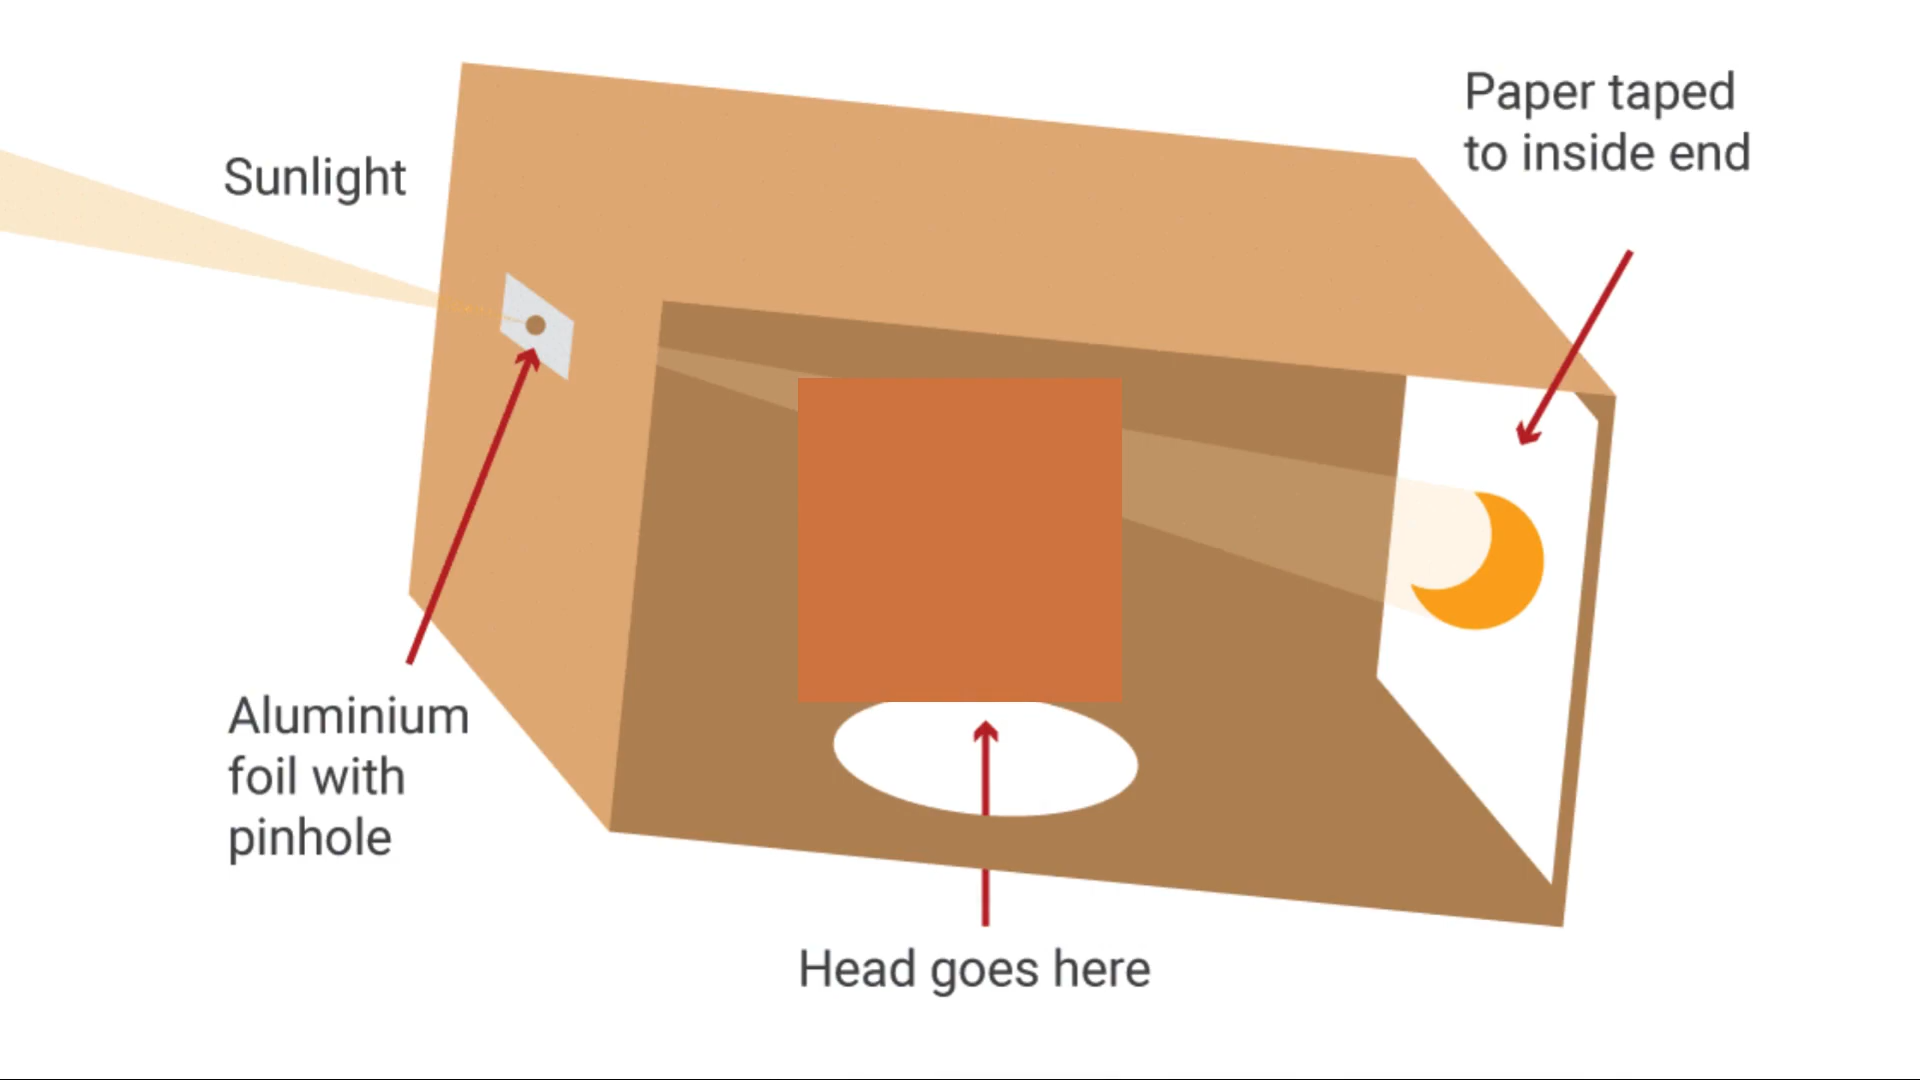 Sunlight
Paper taped
to inside end
Aluminium
foil with
pinhole
Head goes here